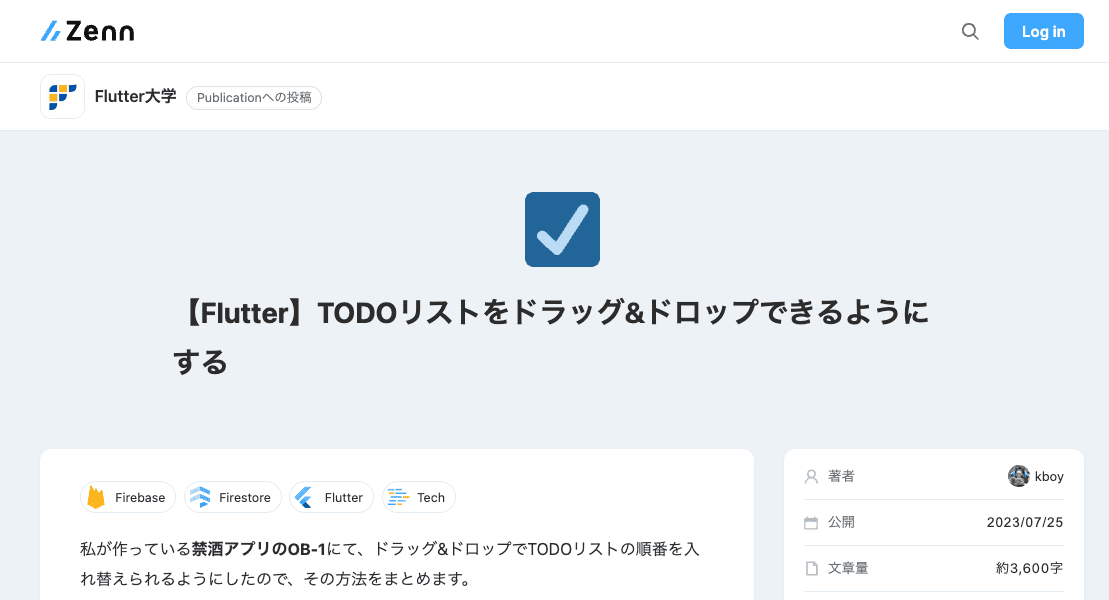 Zenn
Log in
Flutter大学
Publicationへの投稿
【Flutter】TODOリストをドラッグ&ドロップできるように
する
Firebase
Firestore
Flutter
Tech
私が作っている禁酒アプリのOB-1にて、ドラッグ&ドロップでTODOリストの順番を入
れ替えられるようにしたので、その方法をまとめます。
著者
kboy
公開
2023/07/25
文章量
約3,600字